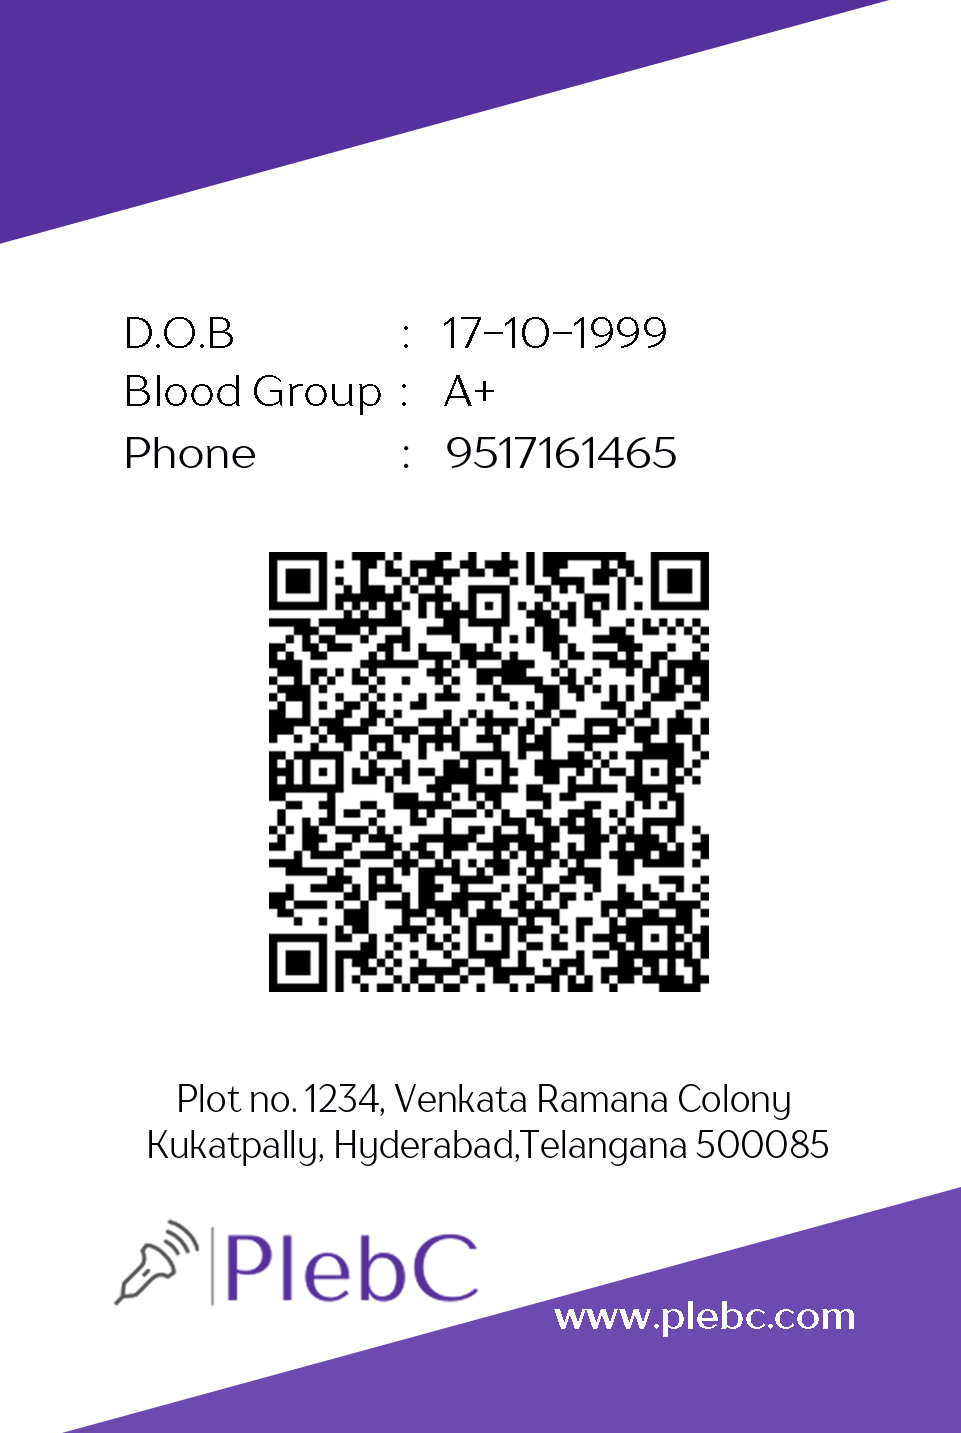 D.O.B : 17-10-1999
Blood Group : A+
Phone : 9517161465
Plot no. 1234, Venkata Ramana Colony
Kukatpally, Hyderabad,Telangana 500085
PlebC
www.plebc.com